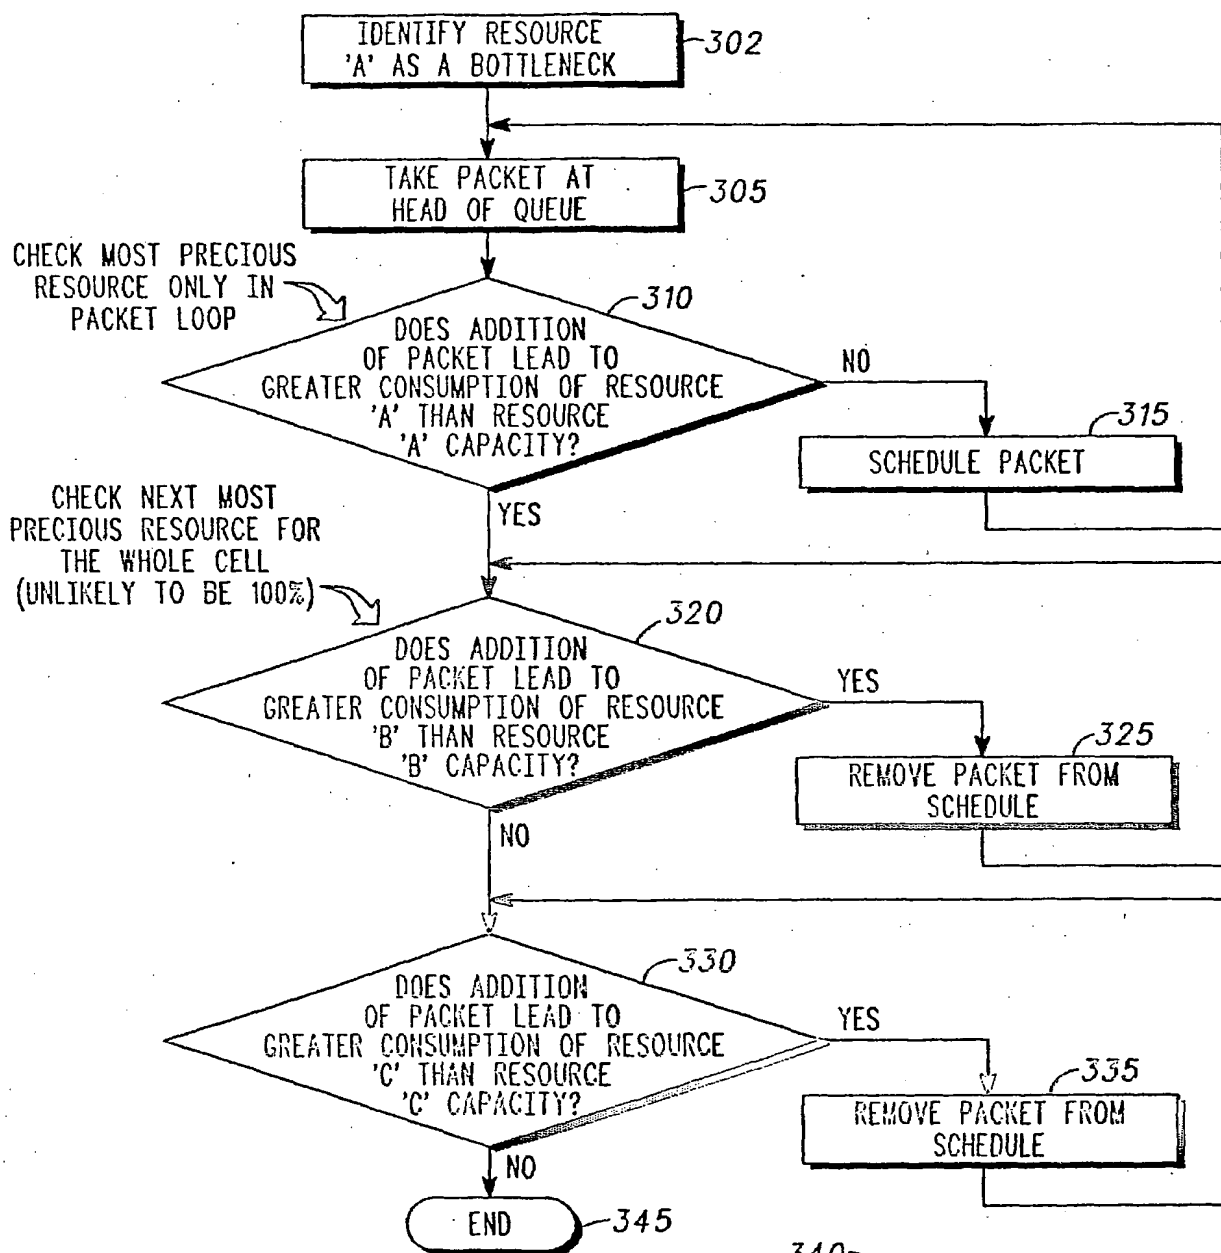 IDENTIFY RESOURCE
'A' AS A BOTTLENECK
302
TAKE PACKET AT
HEAD OF QUEUE
305
CHECK MOST PRECIOUS
RESOURCE ONLY IN
PACKET LOOP
310
DOES ADDITION
OF PACKET LEAD TO
GREATER CONSUMPTION OF RESOURCE
'A' THAN RESOURCE
'A' CAPACITY?
NO
315
SCHEDULE PACKET
YES
CHECK NEXT MOST
PRECIOUS RESOURCE FOR
THE WHOLE CELL
(UNLIKELY TO BE 100%)
320
DOES ADDITION
OF PACKET LEAD TO
GREATER CONSUMPTION OF RESOURCE
'B' THAN RESOURCE
'B' CAPACITY?
YES
325
REMOVE PACKET FROM
SCHEDULE
NO
330
DOES ADDITION
OF PACKET LEAD TO
GREATER CONSUMPTION OF RESOURCE
'C' THAN RESOURCE
'C' CAPACITY?
YES
335
REMOVE PACKET FROM
SCHEDULE
NO
END
345
340